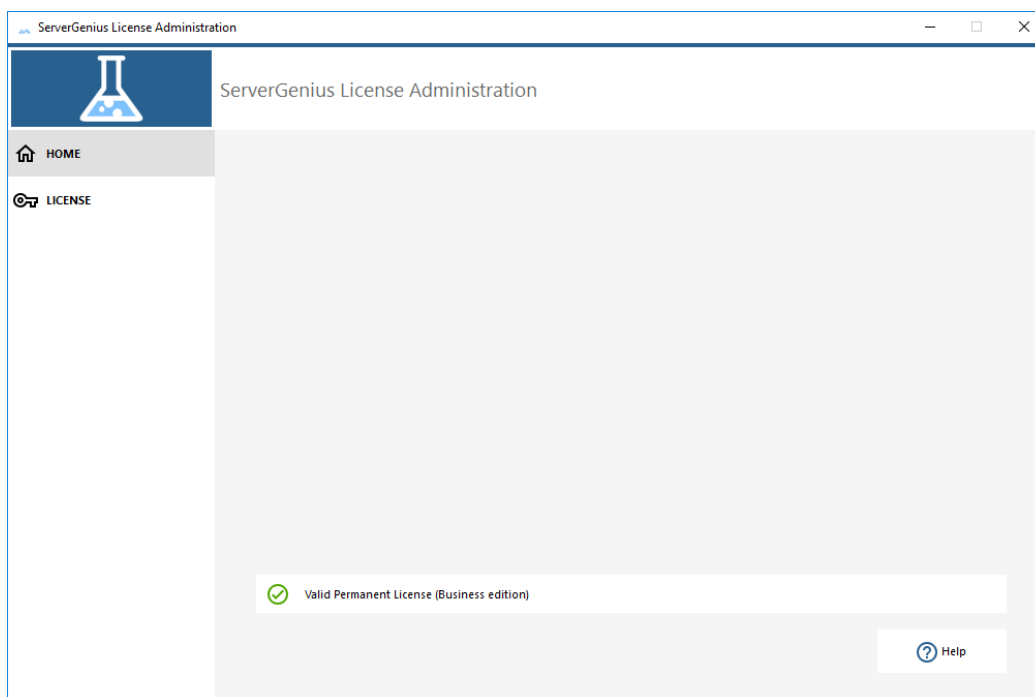 ServerGenius License Administration
ServerGenius License Administration
HOME
LICENSE
Valid Permanent License (Business edition)
Help